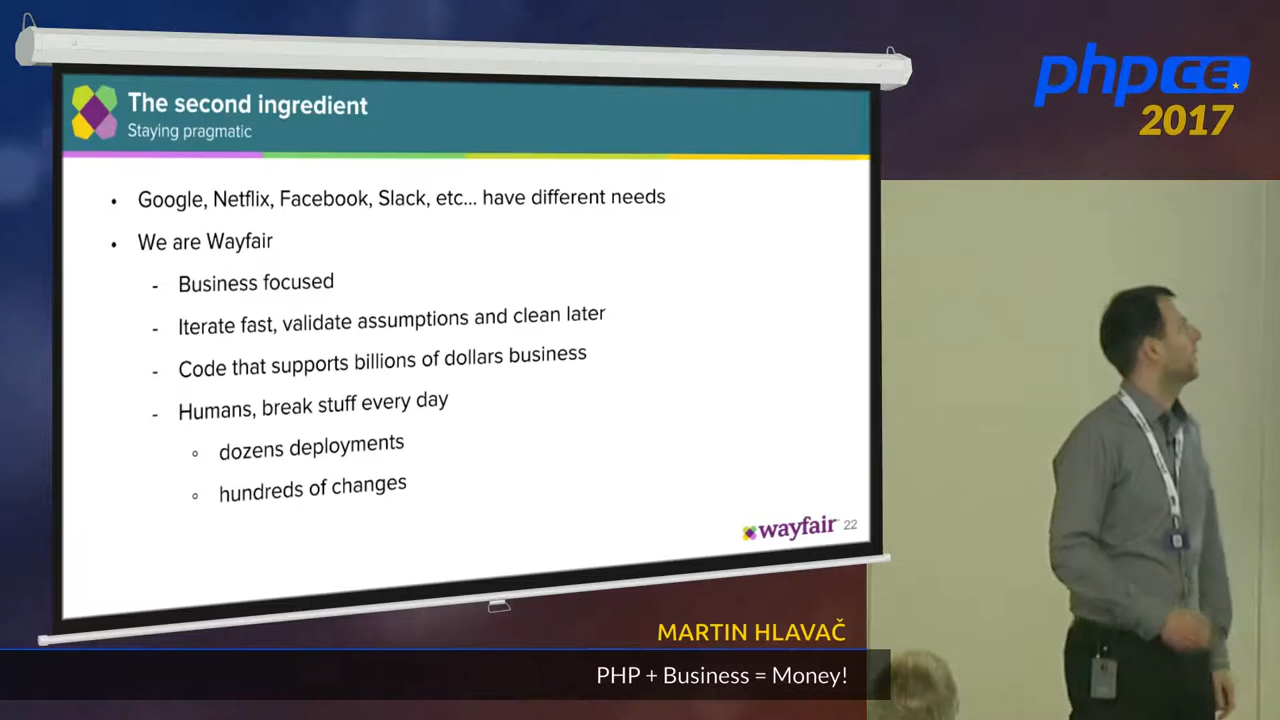 The second ingredient
Staying pragmatic
• Google, Netflix, Facebook, Slack, etc... have different needs
• We are Wayfair
- Business focused
- Iterate fast, validate assumptions and clean later
- Code that supports billions of dollars business
- Humans, break stuff every day
◦ dozens deployments
◦ hundreds of changes
wayfair 22
phpCE
2017
MARTIN HLAVAČ
PHP + Business = Money!